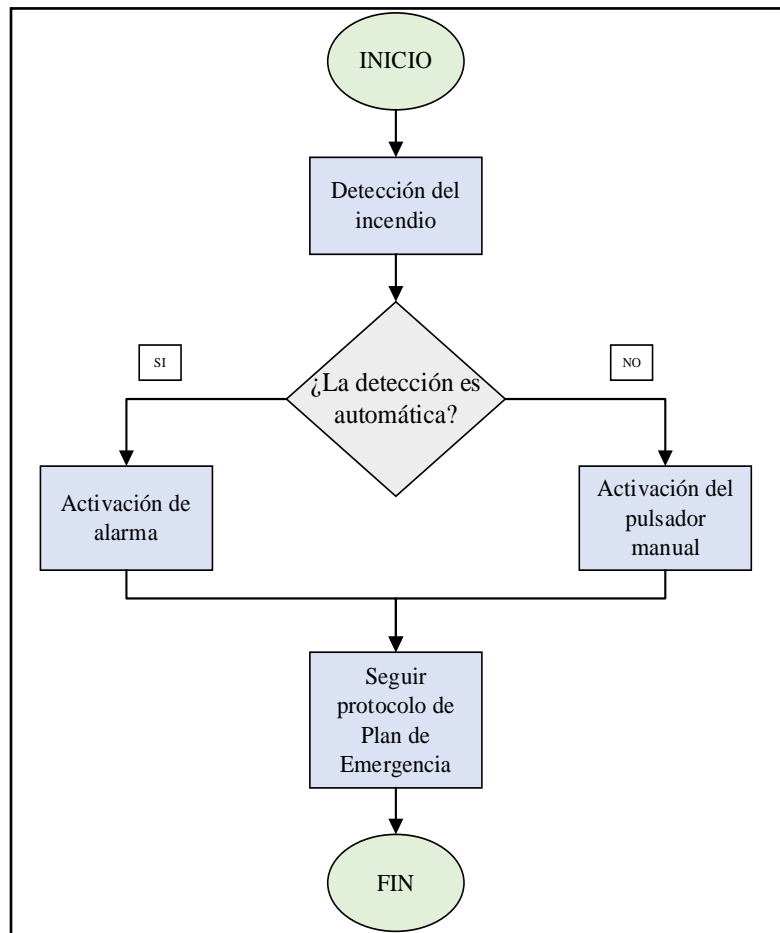 INICIO
Detección del
incendio
¿La detección es
automática?
SI
NO
Activación de
alarma
Activación del
pulsador
manual
Seguir
protocolo de
Plan de
Emergencia
FIN